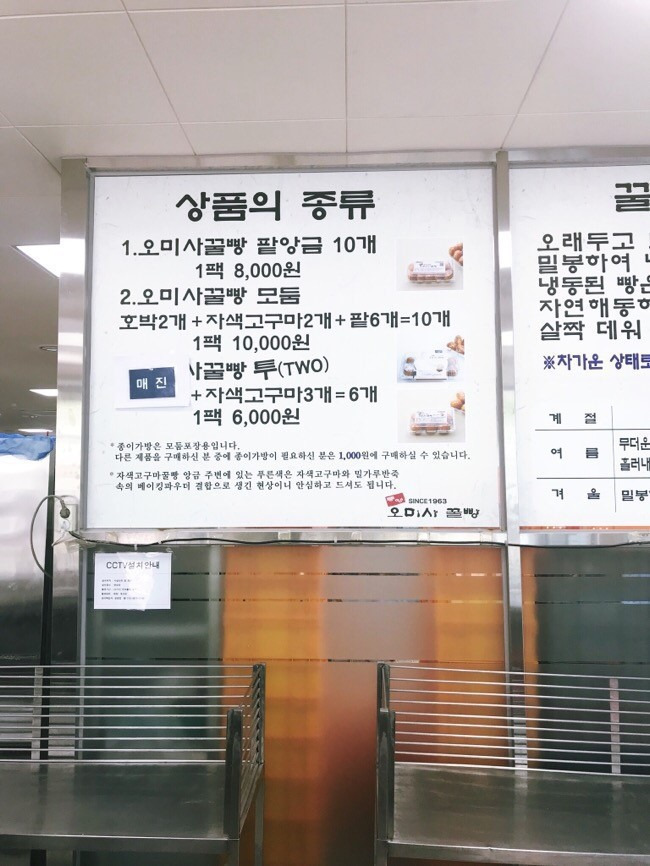 상품의 종류
1.오미사꿀빵 팥앙금 10개
1팩 8,000원
2.오미사꿀빵 모둠
호박2개+자색고구마2개+팥6개=10개
1팩 10,000원
매진
사꿀빵 투(TWO)
+자색고구마3개=6개
1팩 6,000원
* 종이가방은 모둠포장용입니다.
다른 제품을 구매하신 분 중에 종이가방이 필요하신 분은 1,000원에 구매하실 수 있습니다.
* 자색고구마꿀빵 앙금 주변에 있는 푸른색은 자색고구마와 밀가루반죽
속의 베이킹파우더 결합으로 생긴 현상이니 안심하고 드셔도 됩니다.
SINCE1963
오미사 꿀빵
꿀
오래두고
밀봉하여
냉동된 빵은
자연해동하
살짝 데워
※차가운 상태로
계 절
여 름
무더운
흘러내
겨 울
밀봉
CCTV설치안내